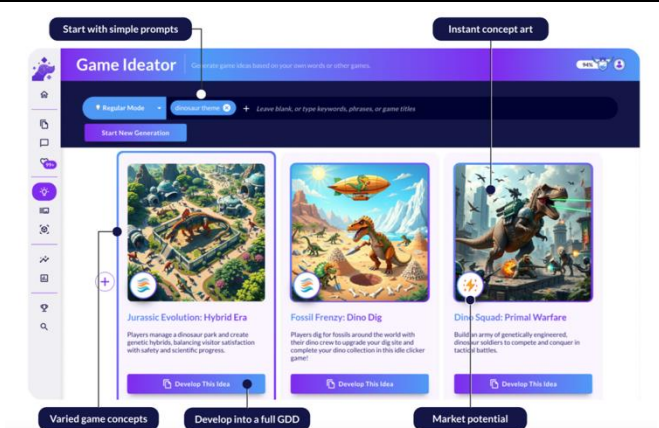 Start with simple prompts
Instant concept art
Game Ideator
Generate game ideas based on your own words or other games.
94%
Regular Mode
dinosaur theme
Leave blank, or type keywords, phrases, or game titles
Start New Generation
99+
Jurassic Evolution: Hybrid Era
Players manage a dinosaur park and create
genetic hybrids, balancing visitor satisfaction
with safety and scientific progress.
Develop This Idea
Fossil Frenzy: Dino Dig
Players dig for fossils around the world with
their dino crew to upgrade your dig site and
complete your dino collection in this idle clicker
game!
Develop This Idea
Dino Squad: Primal Warfare
Build an army of genetically engineered,
dinosaur soldiers to compete and conquer in
tactical battles.
Develop This Idea
Varied game concepts
Develop into a full GDD
Market potential